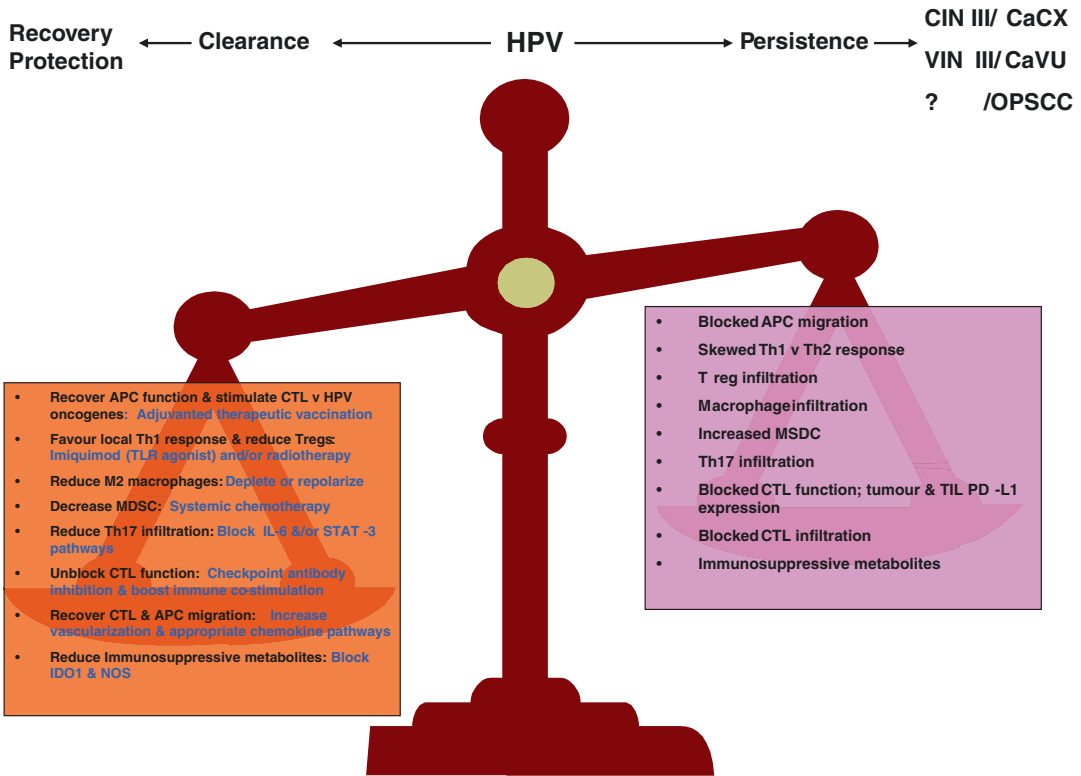 Recovery
Protection
Clearance
HPV
Persistence
CIN III/ CaCX
VIN III/ CaVU
? /OPSCC
• Recover APC function & stimulate CTL v HPV
oncogenes: Adjuvanted therapeutic vaccination
• Favour local Th1 response & reduce Tregs:
Imiquimod (TLR agonist) and/or radiotherapy
• Reduce M2 macrophages: Deplete or repolarize
• Decrease MDSC: Systemic chemotherapy
• Reduce Th17 infiltration: Block IL-6 &/or STAT -3
pathways
• Unblock CTL function: Checkpoint antibody
inhibition & boost immune co-stimulation
• Recover CTL & APC migration: Increase
vascularization & appropriate chemokine pathways
• Reduce Immunosuppressive metabolites: Block
IDO1 & NOS
• Blocked APC migration
• Skewed Th1 v Th2 response
• T reg infiltration
• Macrophage infiltration
• Increased MSDC
• Th17 infiltration
• Blocked CTL function; tumour & TIL PD -L1
expression
• Blocked CTL infiltration
• Immunosuppressive metabolites